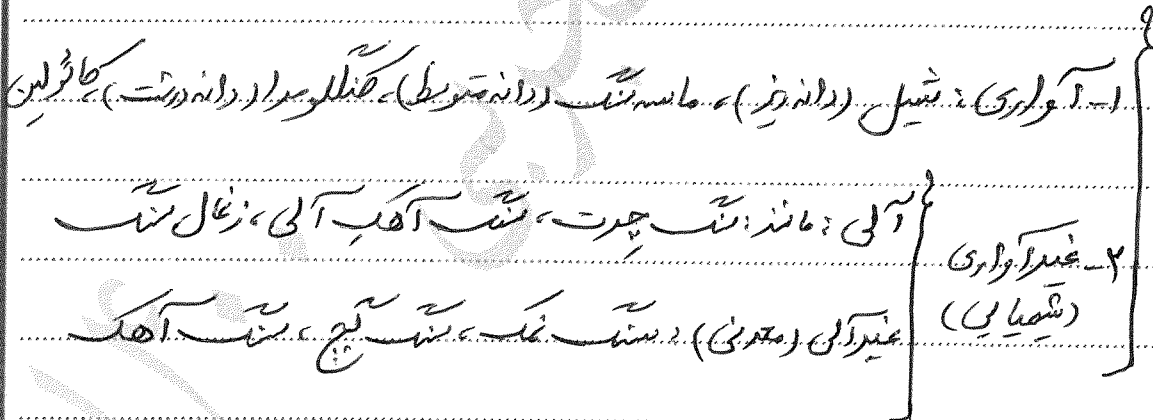 ۱- آواری : شیل (دانه ریز)، ماسه سنگ (دانه متوسط)، کنگلومرا (دانه درشت)، کائولین
۲- غیرآواری (شیمیایی)
آلی : مانند : سنگ چرت، سنگ آهک آلی، زغال سنگ
غیرآلی (معدنی) : سنگ نمک، سنگ گچ، سنگ آهک